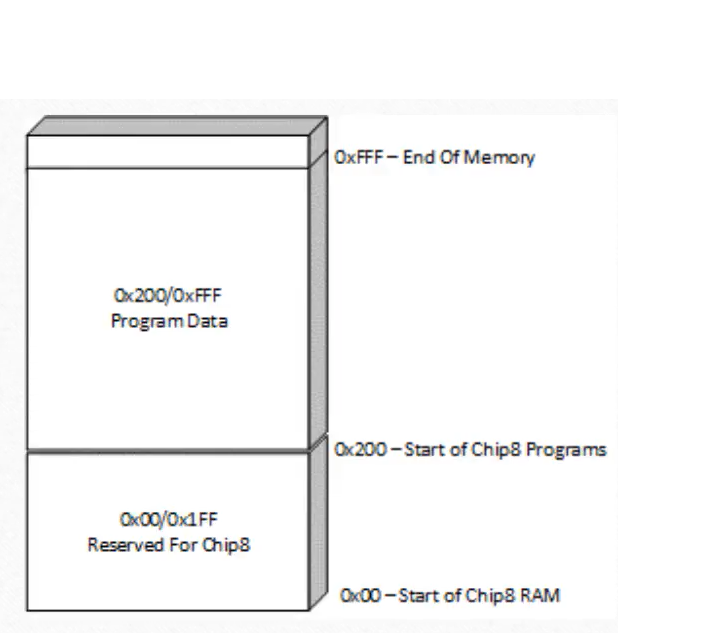 0xFFF – End Of Memory
0x200/0xFFF
Program Data
0x200 – Start of Chip8 Programs
0x00/0x1FF
Reserved For Chip8
0x00 – Start of Chip8 RAM